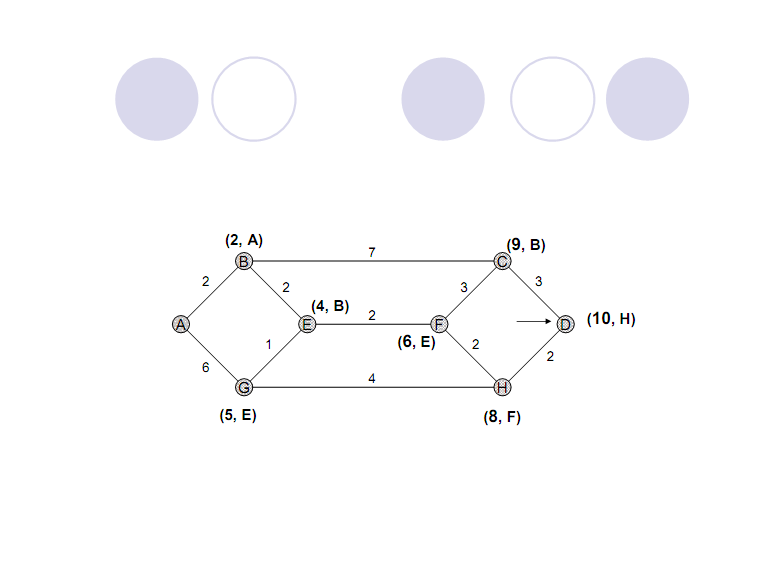 (2, A)
(9, B)
B
7
C
2
2
3
3
(4, B)
A
E
2
F
D
(10, H)
(6, E)
1
2
2
6
G
4
H
(5, E)
(8, F)